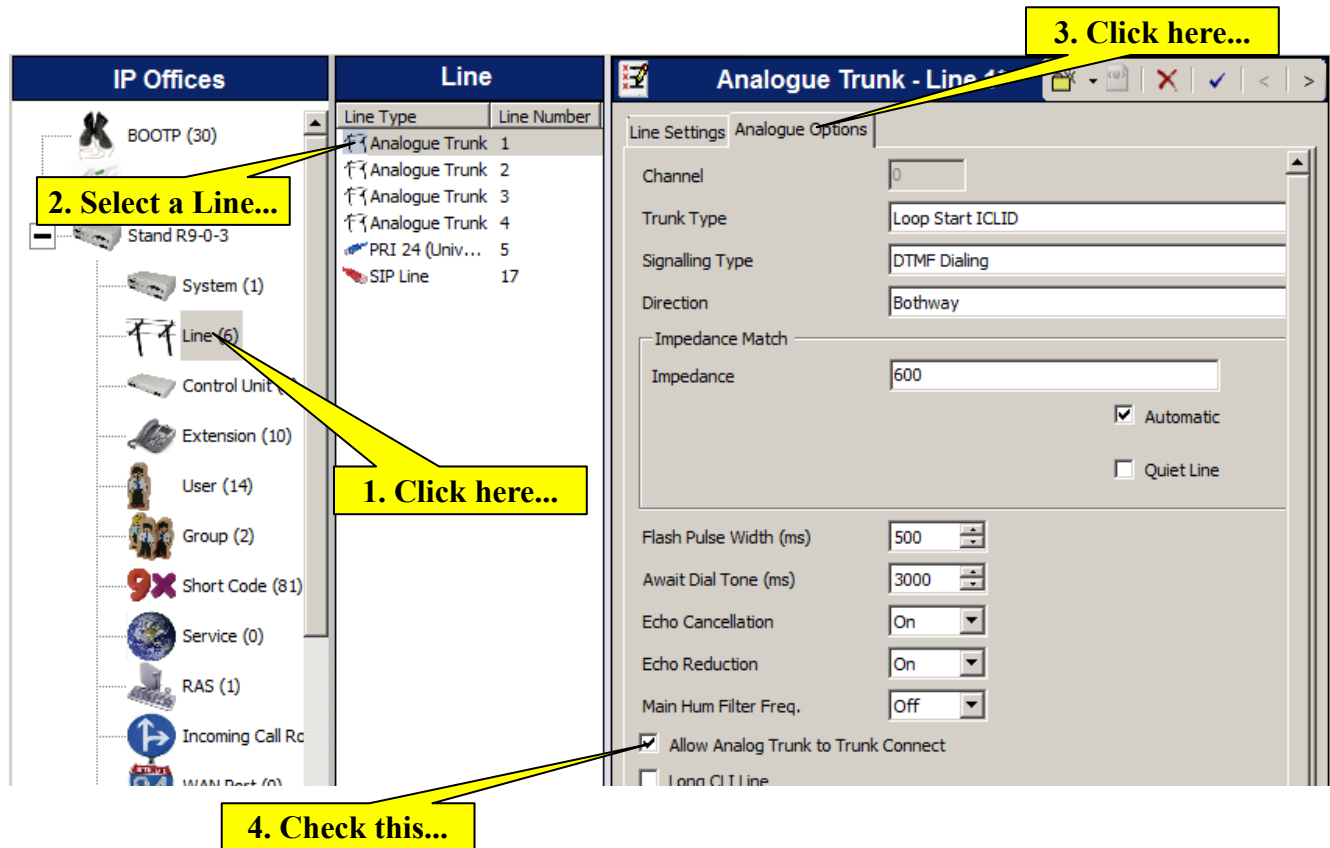 3. Click here...
IP Offices
BOOTP (30)
2. Select a Line...
Stand R9-0-3
System (1)
Line (6)
Control Unit
Extension (10)
User (14)
Group (2)
Short Code (81)
Service (0)
RAS (1)
Incoming Call Ro
WAN Port (0)
1. Click here...
Line
Line Type Line Number
Analogue Trunk 1
Analogue Trunk 2
Analogue Trunk 3
Analogue Trunk 4
PRI 24 (Univ... 5
SIP Line 17
Analogue Trunk - Line 1*
Line Settings Analogue Options
Channel 0
Trunk Type Loop Start ICLID
Signalling Type DTMF Dialing
Direction Bothway
Impedance Match
Impedance 600
Automatic
Quiet Line
Flash Pulse Width (ms) 500
Await Dial Tone (ms) 3000
Echo Cancellation On
Echo Reduction On
Main Hum Filter Freq. Off
Allow Analog Trunk to Trunk Connect
Long CLI Line
4. Check this...